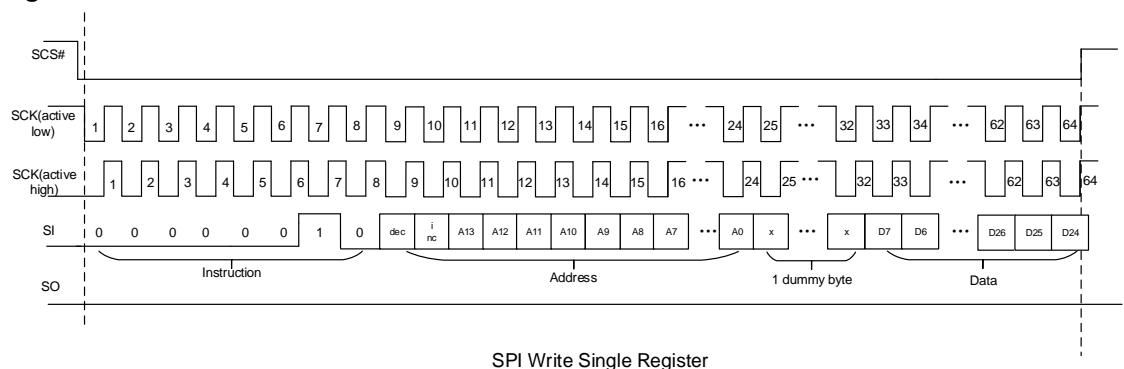 SCS#
SCK(active
low)
1 2 3 4 5 6 7 8 9 10 11 12 13 14 15 16 ••• 24 25 ••• 32 33 34 ••• 62 63 64
SCK(active
high)
1 2 3 4 5 6 7 8 9 10 11 12 13 14 15 16 ••• 24 25 ••• 32 33 ••• 62 63 64
SI
0 0 0 0 0 0 1 0 dec i
nc A13 A12 A11 A10 A9 A8 A7 ••• A0 x ••• x D7 D6 ••• D26 D25 D24
Instruction Address 1 dummy byte Data
SO
SPI Write Single Register